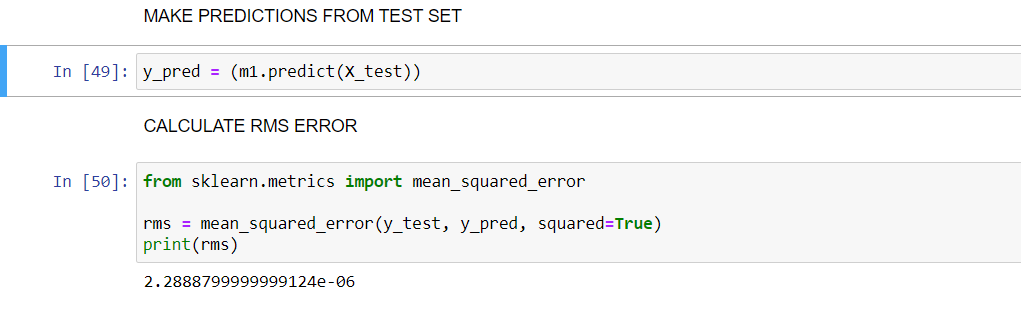 MAKE PREDICTIONS FROM TEST SET
In [49]: y_pred = (m1.predict(X_test))
CALCULATE RMS ERROR
In [50]: from sklearn.metrics import mean_squared_error
rms = mean_squared_error(y_test, y_pred, squared=True)
print(rms)
2.2888799999999124e-06